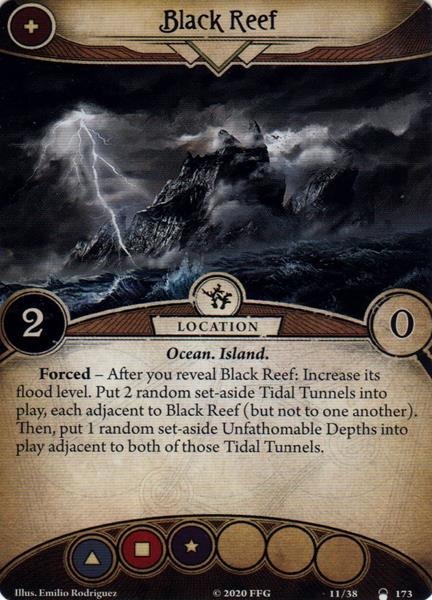 Black Reef
2
LOCATION
0
Ocean. Island.
Forced – After you reveal Black Reef: Increase its
flood level. Put 2 random set-aside Tidal Tunnels into
play, each adjacent to Black Reef (but not to one another).
Then, put 1 random set-aside Unfathomable Depths into
play adjacent to both of those Tidal Tunnels.
Illus. Emilio Rodriguez © 2020 FFG 11/38 173